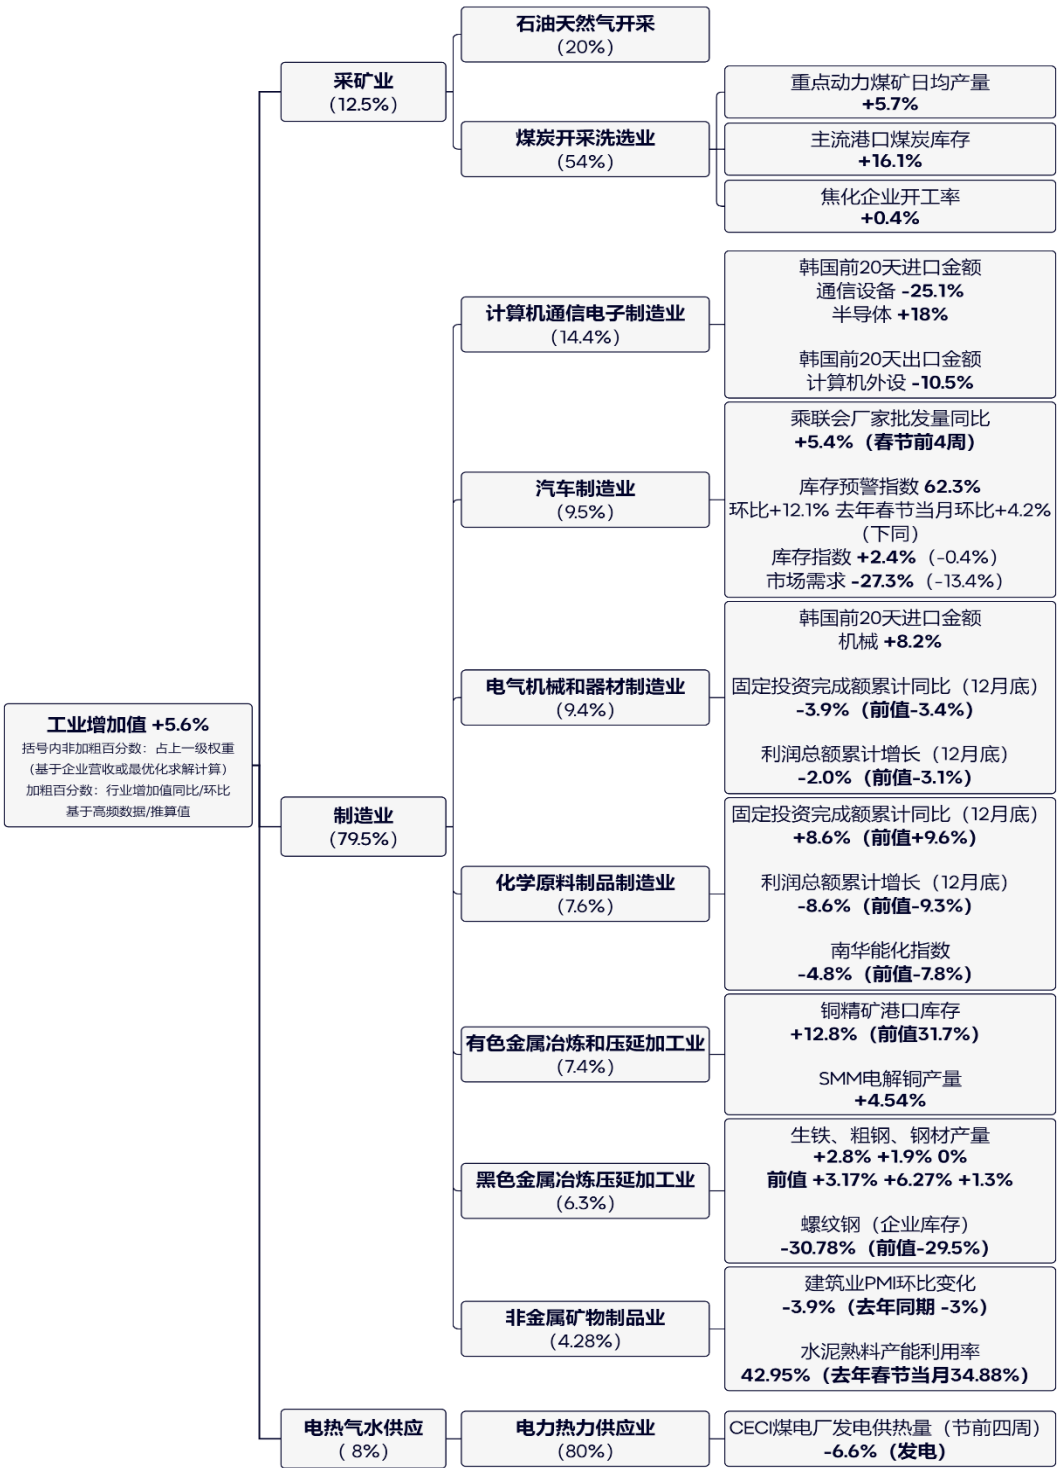 石油天然气开采
(20%)
采矿业
(12.5%)
重点动力煤矿日均产量
+5.7%
煤炭开采洗选业
(54%)
主流港口煤炭库存
+16.1%
焦化企业开工率
+0.4%
计算机通信电子制造业
(14.4%)
韩国前20天进口金额
通信设备 -25.1%
半导体 +18%
韩国前20天出口金额
计算机外设 -10.5%
汽车制造业
(9.5%)
乘联会厂家批发量同比
+5.4%（春节前4周）
库存预警指数 62.3%
环比+12.1% 去年春节当月环比+4.2%
（下同）
库存指数 +2.4%（-0.4%）
市场需求 -27.3%（-13.4%）
电气机械和器材制造业
(9.4%)
韩国前20天进口金额
机械 +8.2%
固定投资完成额累计同比（12月底）
-3.9%（前值-3.4%）
利润总额累计增长（12月底）
-2.0%（前值-3.1%）
工业增加值 +5.6%
括号内非加粗百分数：占上一级权重
（基于企业营收或最优化求解计算）
加粗百分数：行业增加值同比/环比
基于高频数据/推算值
制造业
(79.5%)
化学原料制品制造业
(7.6%)
固定投资完成额累计同比（12月底）
+8.6%（前值+9.6%）
利润总额累计增长（12月底）
-8.6%（前值-9.3%）
南华能化指数
-4.8%（前值-7.8%）
有色金属冶炼和压延加工业
(7.4%)
铜精矿港口库存
+12.8%（前值31.7%）
SMM电解铜产量
+4.54%
黑色金属冶炼压延加工业
(6.3%)
生铁、粗钢、钢材产量
+2.8% +1.9% 0%
前值 +3.17% +6.27% +1.3%
螺纹钢（企业库存）
-30.78%（前值-29.5%）
非金属矿物制品业
(4.28%)
建筑业PMI环比变化
-3.9%（去年同期 -3%）
水泥熟料产能利用率
42.95%（去年春节当月34.88%）
电热气水供应
( 8%)
电力热力供应业
(80%)
CECI煤电厂发电供热量（节前四周）
-6.6%（发电）